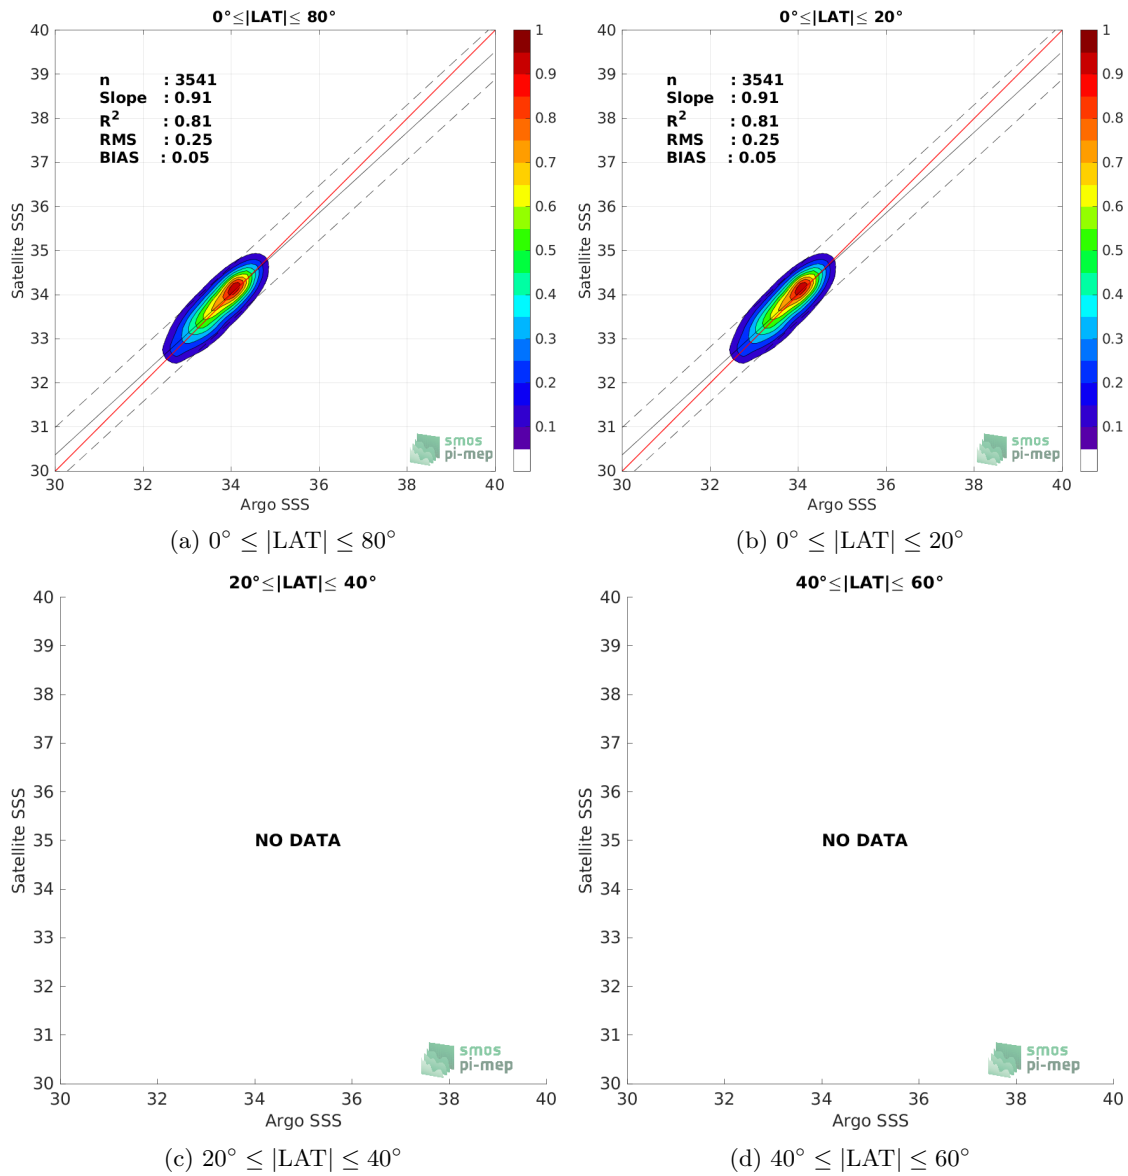 0°≤|LAT|≤ 80°
40
39
38
37
36
35
34
33
32
31
30
Satellite SSS
n : 3541
Slope : 0.91
R² : 0.81
RMS : 0.25
BIAS : 0.05
smos
pi-mep
30 32 34 36 38 40
Argo SSS
1
0.9
0.8
0.7
0.6
0.5
0.4
0.3
0.2
0.1
(a) 0° ≤ |LAT| ≤ 80°
0°≤|LAT|≤ 20°
40
39
38
37
36
35
34
33
32
31
30
Satellite SSS
n : 3541
Slope : 0.91
R² : 0.81
RMS : 0.25
BIAS : 0.05
smos
pi-mep
30 32 34 36 38 40
Argo SSS
1
0.9
0.8
0.7
0.6
0.5
0.4
0.3
0.2
0.1
(b) 0° ≤ |LAT| ≤ 20°
20°≤|LAT|≤ 40°
40
39
38
37
36
35
34
33
32
31
30
Satellite SSS
NO DATA
smos
pi-mep
30 32 34 36 38 40
Argo SSS
(c) 20° ≤ |LAT| ≤ 40°
40°≤|LAT|≤ 60°
40
39
38
37
36
35
34
33
32
31
30
Satellite SSS
NO DATA
smos
pi-mep
30 32 34 36 38 40
Argo SSS
(d) 40° ≤ |LAT| ≤ 60°